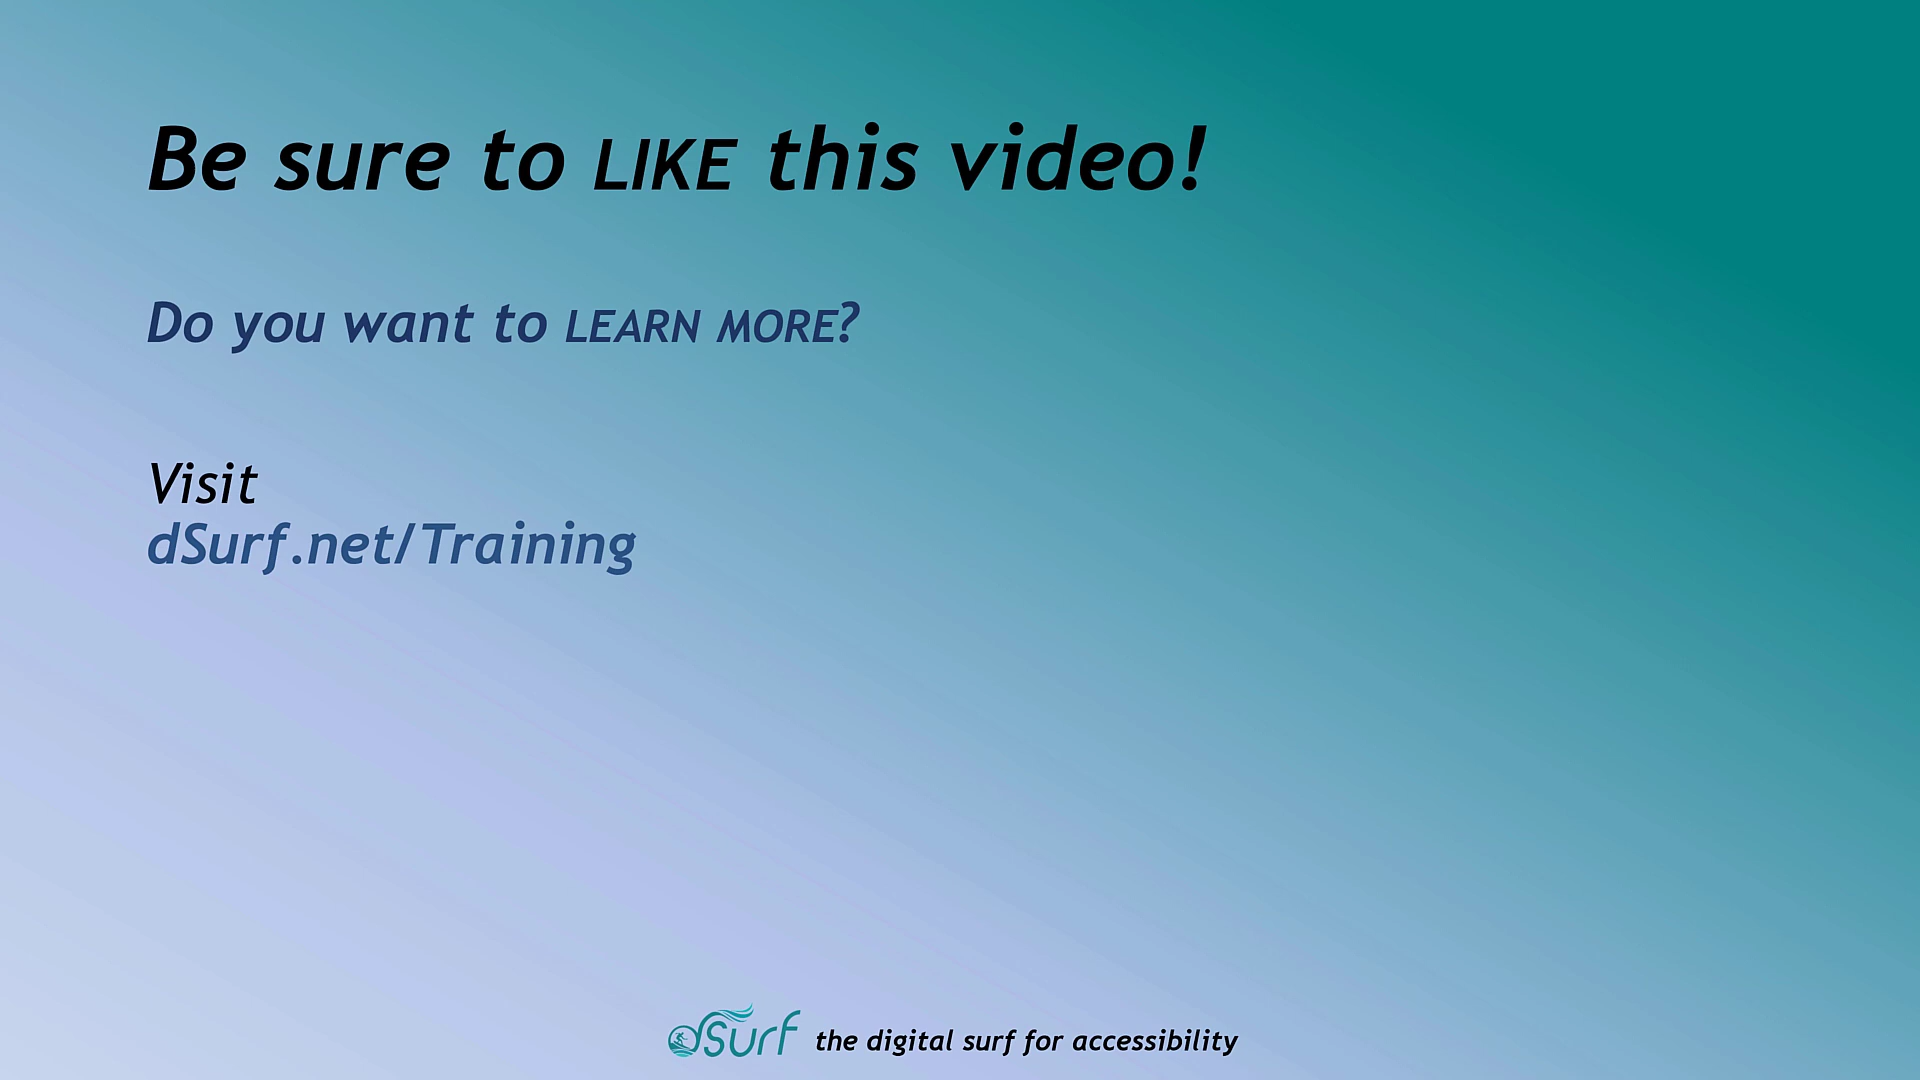 Be sure to LIKE this video!
Do you want to LEARN MORE?
Visit
dSurf.net/Training
dSurf the digital surf for accessibility